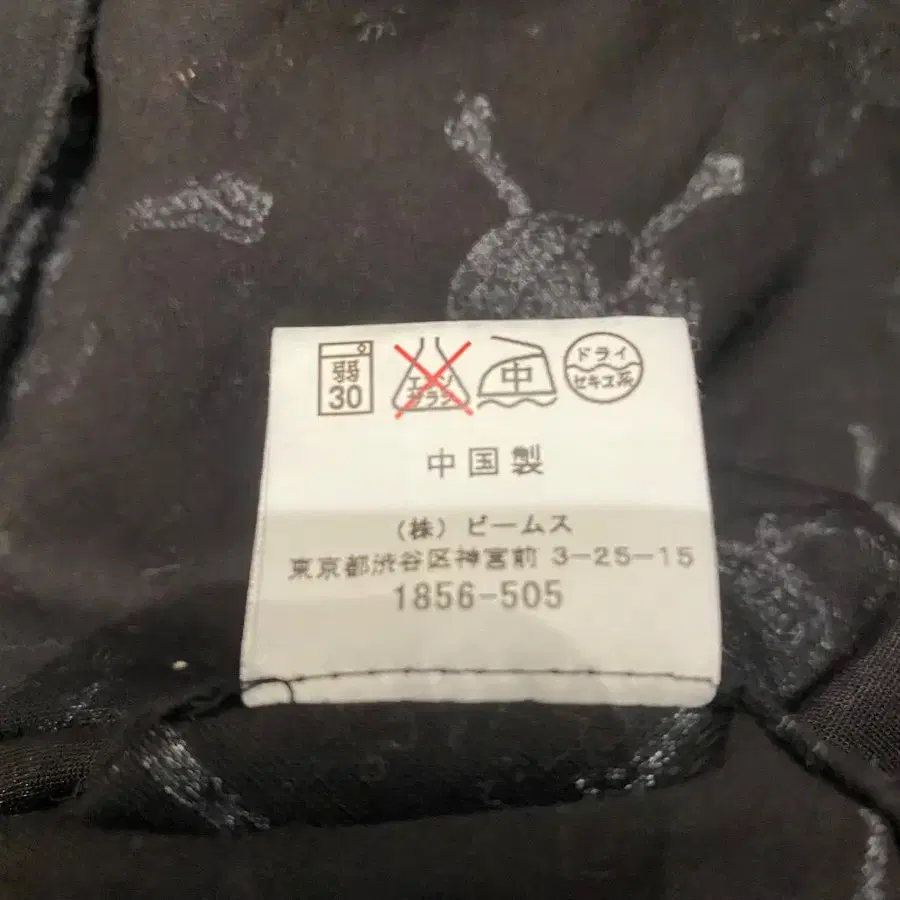 弱 30
エンソ サラシ
中
ドライ
セキユ系
中国製
(株) ビームス
東京都渋谷区神宮前 3-25-15
1856-505